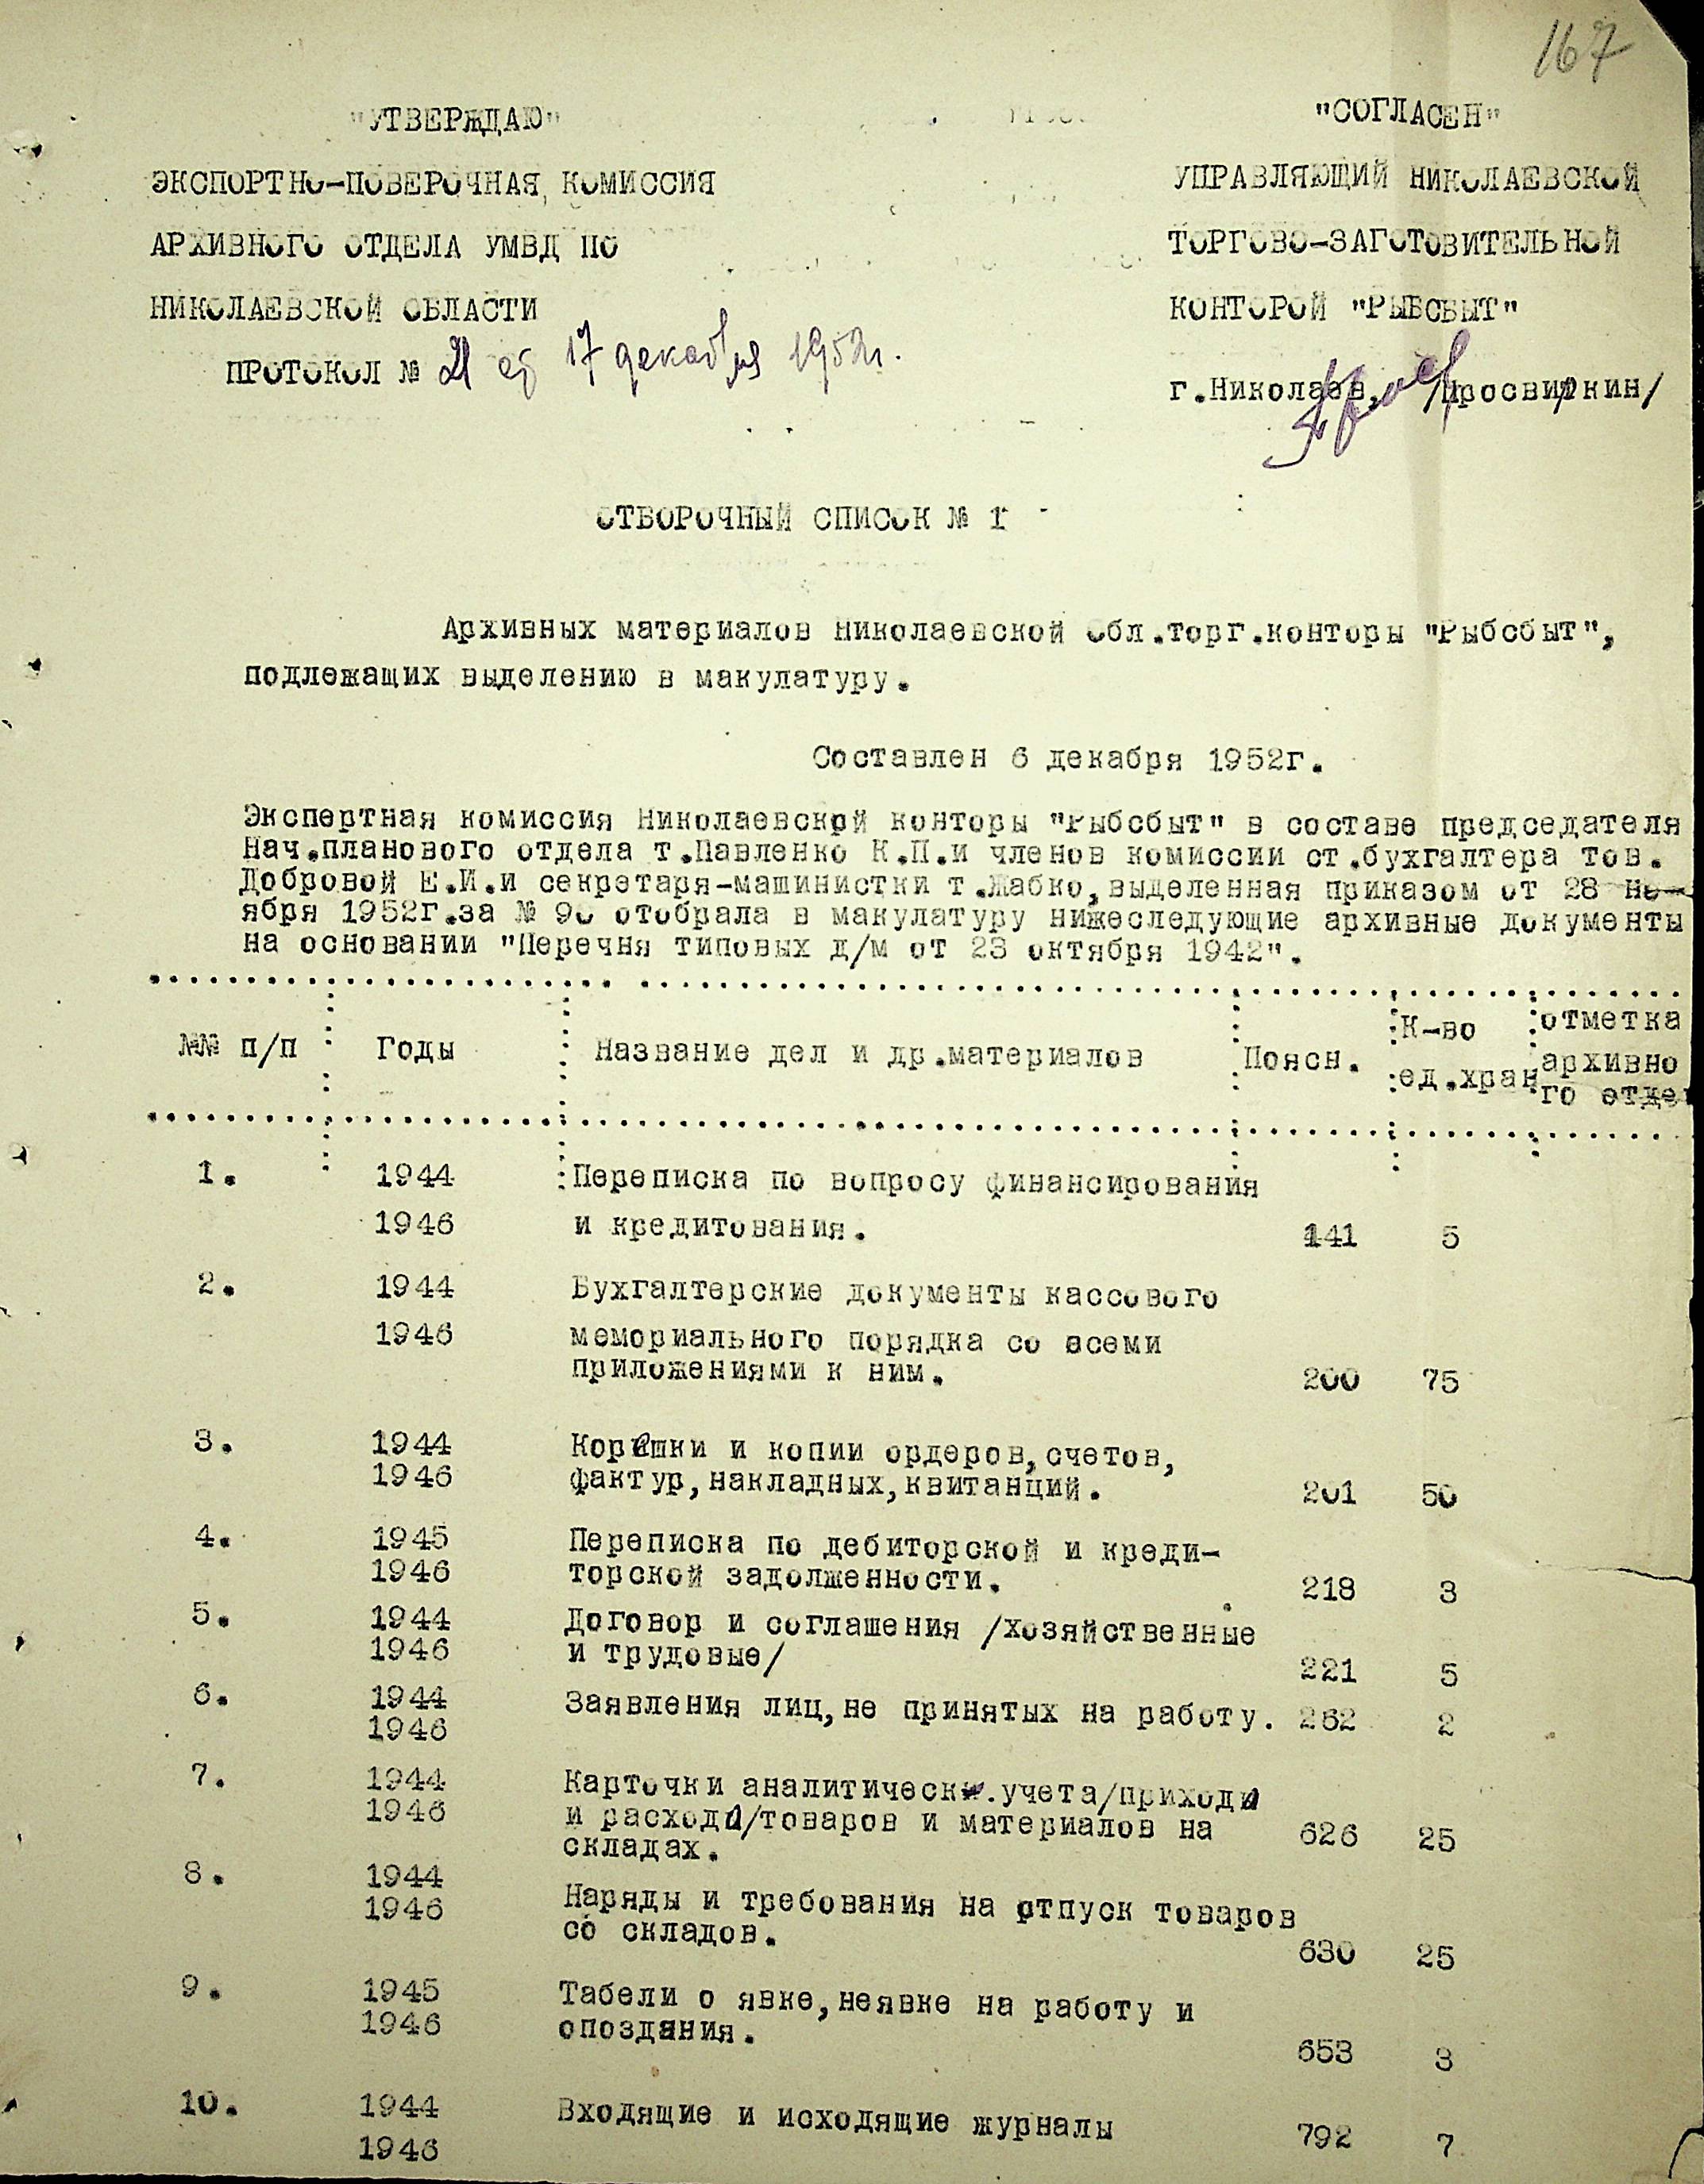 167
"УТВЕРЖДАЮ"
ЭКСПОРТНО-ПОВЕРОЧНАЯ КОМИССИЯ
АРХИВНОГО ОТДЕЛА УМВД ПО
НИКОЛАЕВСКОЙ ОБЛАСТИ
ПРОТОКОЛ № 21 от 17 декабря 1952г.
"СОГЛАСЕН"
УПРАВЛЯЮЩИЙ НИКОЛАЕВСКОЙ
ТОРГОВО-ЗАГОТОВИТЕЛЬНОЙ
КОНТОРОЙ "РЫБСБЫТ"
г.Николаев, /Просвиркин/
ОТБОРОЧНЫЙ СПИСОК № 1
Архивных материалов Николаевской Обл.торг.конторы "Рыбсбыт",
подлежащих выделению в макулатуру.
Составлен 6 декабря 1952г.
Экспертная комиссия Николаевской конторы "Рыбсбыт" в составе председателя
Нач.планового отдела т.Павленко К.П.и членов комиссии ст.бухгалтера тов.
Добровой Е.И.и секретаря-машинистки т.Жабко,выделенная приказом от 28 но-
ября 1952г.за № 90 отобрала в макулатуру нижеследующие архивные документы
на основании "Перечня типовых д/м от 23 октября 1942".
№№ п/п Годы Название дел и др.материалов Поясн. К-во ед.хран отметка архивно го отдел
1. 1944 Переписка по вопросу финансирования
1946 и кредитования. 141 5
2. 1944 Бухгалтерские документы кассового
1946 мемориального порядка со всеми
приложениями к ним. 200 75
3. 1944 Корешки и копии ордеров,счетов,
1946 фактур,накладных,квитанций. 201 50
4. 1945 Переписка по дебиторской и креди-
1946 торской задолженности. 218 3
5. 1944 Договор и соглашения /хозяйственные
1946 и трудовые/ 221 5
6. 1944 Заявления лиц,не принятых на работу. 262 2
1946
7. 1944 Карточки аналитическ.учета/приходы
1946 и расходы/товаров и материалов на 626 25
складах.
8. 1944
1946 Наряды и требования на отпуск товаров
со складов. 630 25
9. 1945 Табели о явке,неявке на работу и
1946 опоздания. 653 3
10. 1944 Входящие и исходящие журналы 792 7
1946